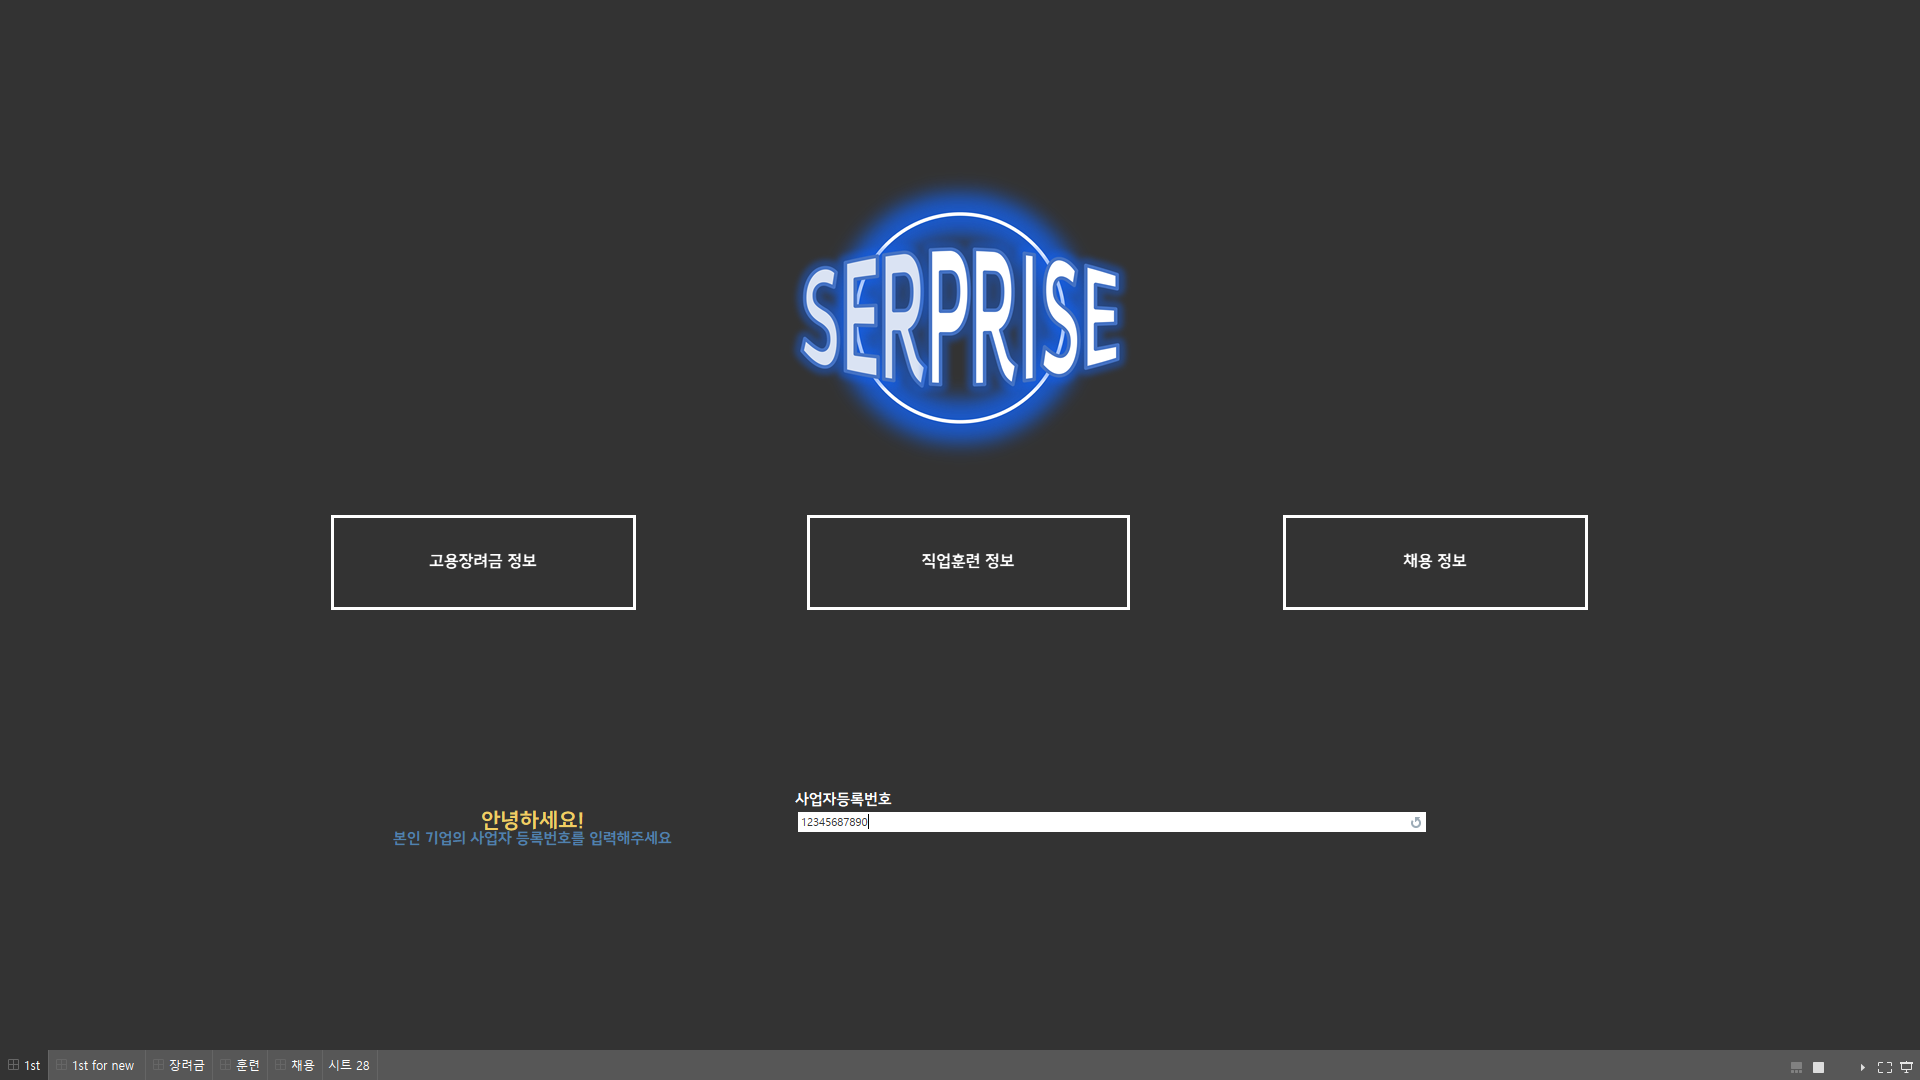 SERPRISE
고용장려금 정보
직업훈련 정보
채용 정보
사업자등록번호
안녕하세요!
12345687890
본인 기업의 사업자 등록번호를 입력해주세요
1st
1st for new
장려금
훈련
채용
시트 28